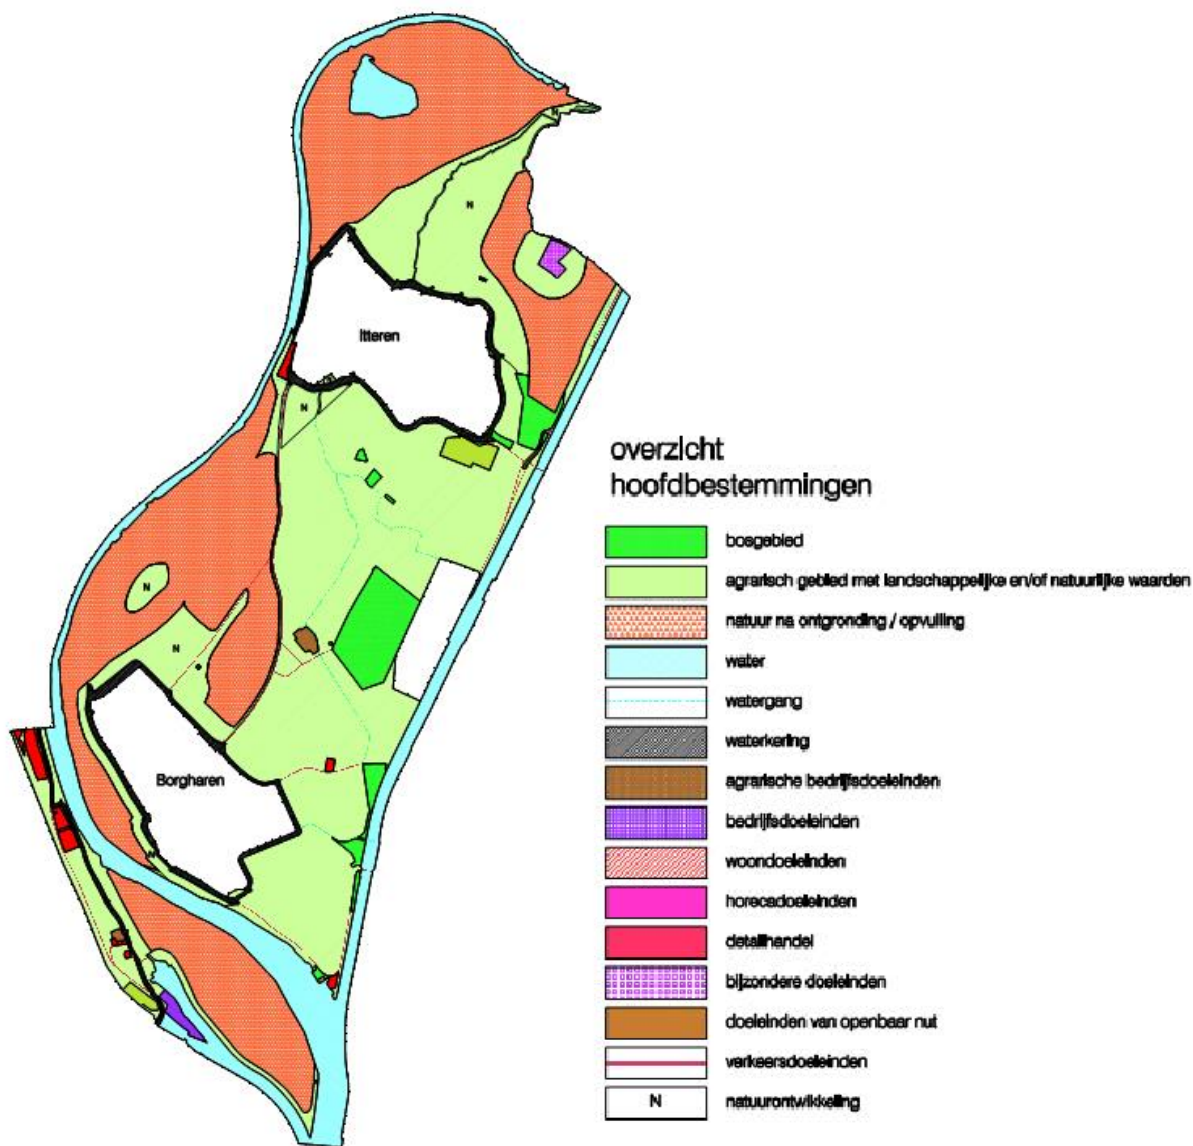 N
N
Itteren
N
N
N
Borgharen
N
overzicht
hoofdbestemmingen
bosgebied
agrarisch gebied met landschappelijke en/of natuurlijke waarden
natuur na ontgronding / opvulling
water
watergang
waterkering
agrarische bedrijfsdoeleinden
bedrijfsdoeleinden
woondoeleinden
horecadoeleinden
detailhandel
bijzondere doeleinden
doeleinden van openbaar nut
verkeersdoeleinden
N natuurontwikkeling